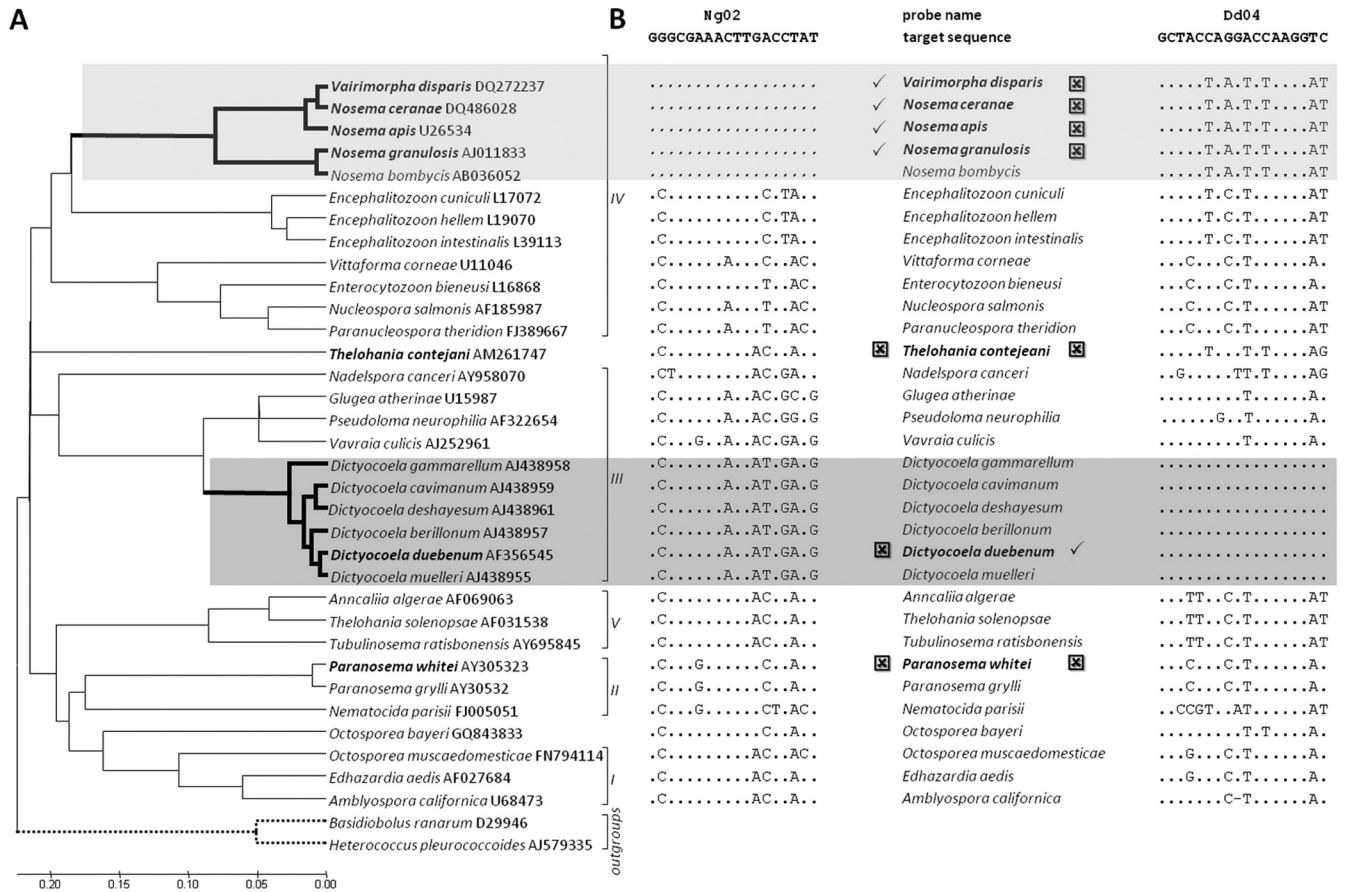 A B Ng02 probe name Dd04
GGGCGAAACTTGACCTAT target sequence GCTACCAGGACCAAGGTC
Vairimorpha disparis DQ272237 .................. ✓ Vairimorpha disparis ☒ .....T.A.T.T....AT
Nosema ceranae DQ486028 .................. ✓ Nosema ceranae ☒ .....T.A.T.T....AT
Nosema apis U26534 .................. ✓ Nosema apis ☒ .....T.A.T.T....AT
Nosema granulosis AJ011833 .................. ✓ Nosema granulosis ☒ .....T.A.T.T....AT
Nosema bombycis AB036052 .................. Nosema bombycis .....T.A.T.T....AT
Encephalitozoon cuniculi L17072 .C..........C.TA.. Encephalitozoon cuniculi .....T.C.T......AT
IV
Encephalitozoon hellem L19070 .C..........C.TA.. Encephalitozoon hellem .....T.C.T......AT
Encephalitozoon intestinalis L39113 .C..........C.TA.. Encephalitozoon intestinalis .....T.C.T......AT
Vittaforma corneae U11046 .C......A...C..AC. Vittaforma corneae ...C...C.T......A.
Enterocytozoon bieneusi L16868 .C..........T..AC. Enterocytozoon bieneusi ...C...C.T......A.
Nucleospora salmonis AF185987 .C......A...T..AC. Nucleospora salmonis ...C...C.T......AT
Paranucleospora theridion FJ389667 .C......A...T..AC. Paranucleospora theridion ...C...C.T......AT
Thelohania contejani AM261747 .C.........AC..A.. ☒ Thelohania contejeani ☒ .....T...T.T....AG
Nadelspora canceri AY958070 .CT........AC.GA.. Nadelspora canceri ..G.....TT.T....AG
Glugea atherinae U15987 .C......A..AC.GC.G Glugea atherinae .........T......A.
Pseudoloma neurophilia AF322654 .C......A..AC.GG.G Pseudoloma neurophilia ......G..T......A.
Vavraia culicis AJ252961 .C...G..A..AC.GA.G Vavraia culicis .........T......A.
Dictyocoela gammarellum AJ438958 .C......A..AT.GA.G Dictyocoela gammarellum ..................
III
Dictyocoela cavimanum AJ438959 .C......A..AT.GA.G Dictyocoela cavimanum ..................
Dictyocoela deshayesum AJ438961 .C......A..AT.GA.G Dictyocoela deshayesum ..................
Dictyocoela berillonum AJ438957 .C......A..AT.GA.G Dictyocoela berillonum ..................
Dictyocoela duebenum AF356545 .C......A..AT.GA.G ☒ Dictyocoela duebenum ✓ ..................
Dictyocoela muelleri AJ438955 .C......A..AT.GA.G Dictyocoela muelleri ..................
Anncaliia algerae AF069063 .C.........AC..A.. Anncaliia algerae ...TT..C.T......AT
V
Thelohania solenopsae AF031538 .C.........AC..A.. Thelohania solenopsae ...TT..C.T......AT
Tubulinosema ratisbonensis AY695845 .C.........AC..A.. Tubulinosema ratisbonensis ...TT..C.T......AT
Paranosema whitei AY305323 .C...G......C..A.. ☒ Paranosema whitei ☒ ...C...C.T......A.
II
Paranosema grylli AY30532 .C...G......C..A.. Paranosema grylli ...C...C.T......A.
Nematocida parisii FJ005051 .C...G......CT.AC. Nematocida parisii ..CCGT..AT......AT
Octosporea bayeri GQ843833 .C..........C..A.. Octosporea bayeri .........T.T....A.
Octosporea muscaedomesticae FN794114 .C.........AC..AC. Octosporea muscaedomesticae ...G...C.T......A.
I
Edhazardia aedis AF027684 .C.........AC..A.. Edhazardia aedis ...G...C.T......A.
Amblyospora californica U68473 .C.........AC..A.. Amblyospora californica .......C-T......A.
Basidiobolus ranarum D29946
outgroups
Heterococcus pleurococcoides AJ579335
0.20 0.15 0.10 0.05 0.00